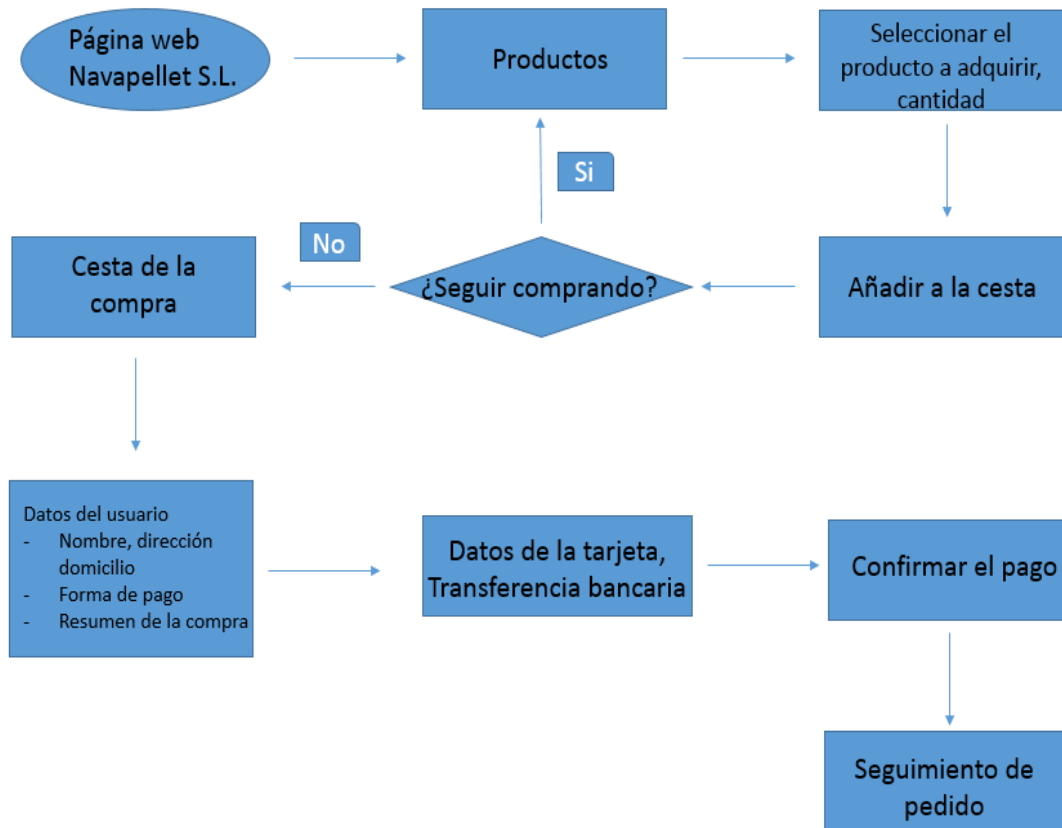 Página web
Navapellet S.L.
Productos
Seleccionar el
producto a adquirir,
cantidad
Si
No
Cesta de la
compra
¿Seguir comprando?
Añadir a la cesta
Datos del usuario
- Nombre, dirección
domicilio
- Forma de pago
- Resumen de la compra
Datos de la tarjeta,
Transferencia bancaria
Confirmar el pago
Seguimiento de
pedido